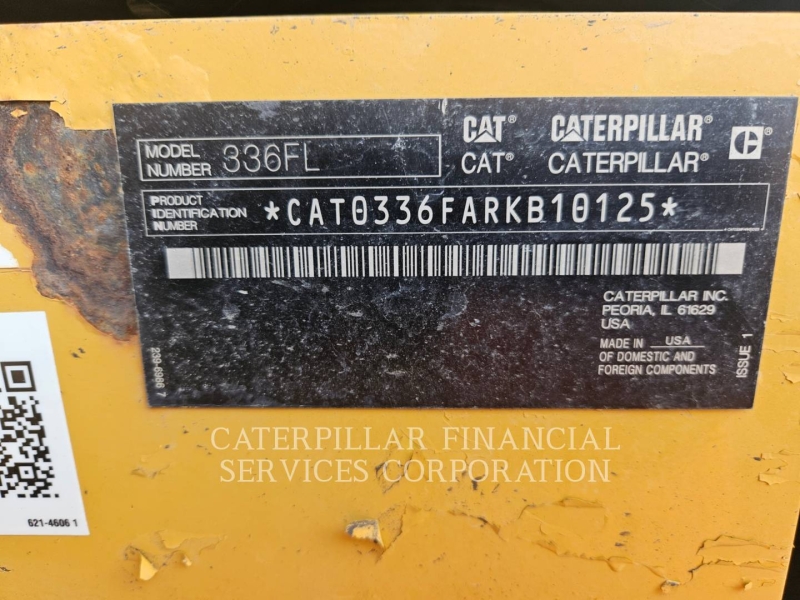 MODEL
NUMBER 336FL
CAT® CATERPILLAR®
CAT® CATERPILLAR®
PRODUCT
IDENTIFICATION
NUMBER
*CAT0336FARKB10125*
CATERPILLAR INC.
PEORIA, IL 61629
USA
MADE IN USA
OF DOMESTIC AND
FOREIGN COMPONENTS
ISSUE 1
239-6986 7
621-4606 1
CATERPILLAR FINANCIAL
SERVICES CORPORATION